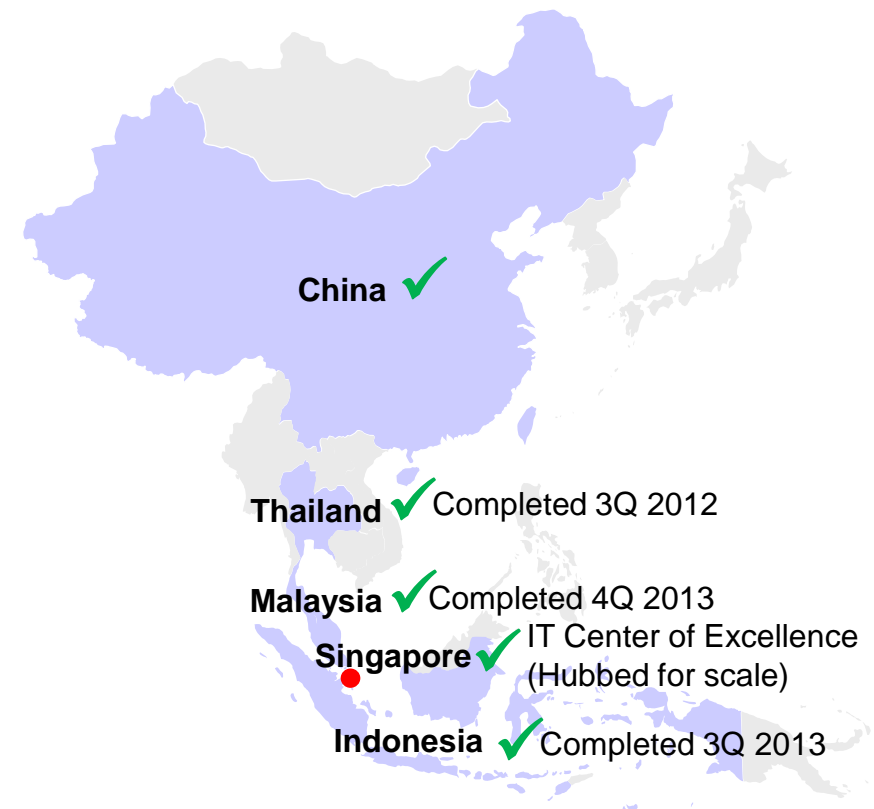 China
Thailand Completed 3Q 2012
Malaysia Completed 4Q 2013
Singapore IT Center of Excellence
(Hubbed for scale)
Indonesia Completed 3Q 2013